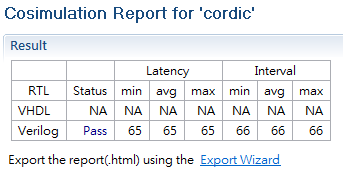 Cosimulation Report for 'cordic'
Result
Latency Interval
RTL Status min avg max min avg max
VHDL NA NA NA NA NA NA NA
Verilog Pass 65 65 65 66 66 66
Export the report(.html) using the Export Wizard